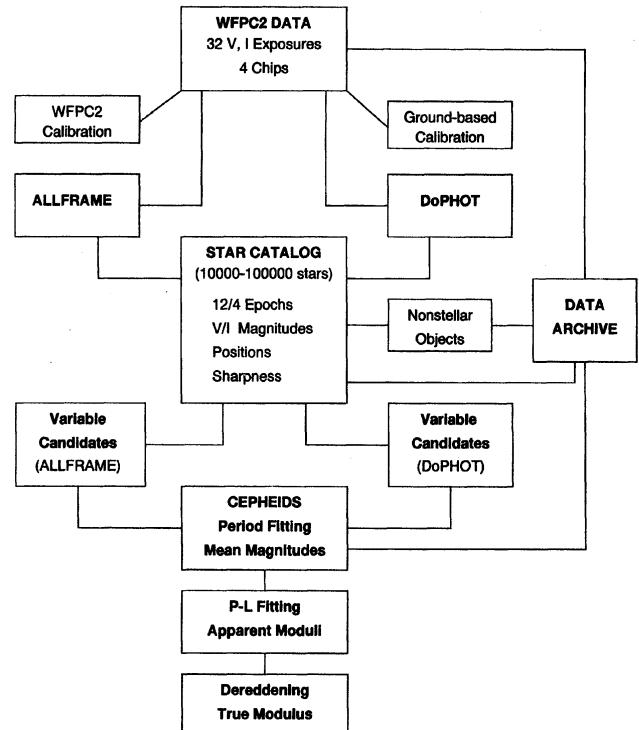 WFPC2 DATA
32 V, I Exposures
4 Chips
WFPC2
Calibration
Ground-based
Calibration
ALLFRAME
DoPHOT
STAR CATALOG
(10000-100000 stars)
12/4 Epochs
V/I Magnitudes
Positions
Sharpness
Nonstellar
Objects
DATA
ARCHIVE
Variable
Candidates
(ALLFRAME)
Variable
Candidates
(DoPHOT)
CEPHEIDS
Period Fitting
Mean Magnitudes
P-L Fitting
Apparent Moduli
Dereddening
True Modulus